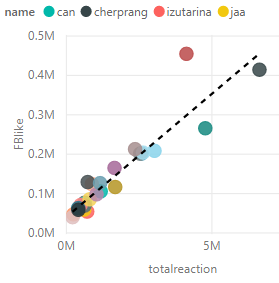 name can cherprang izutarina jaa
0.5M
0.4M
0.3M
0.2M
0.1M
0.0M
FBlike
0M 5M
totalreaction